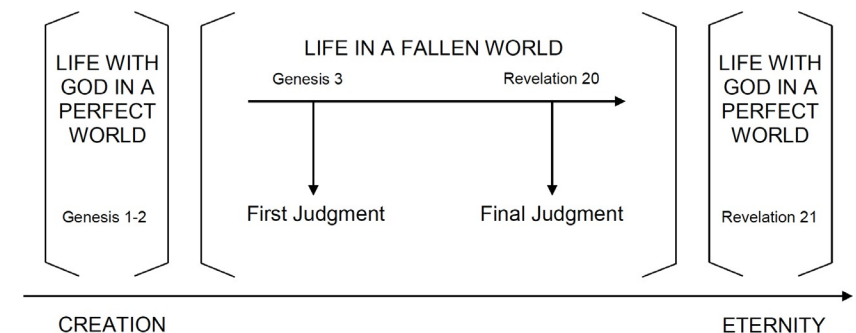 LIFE WITH
GOD IN A
PERFECT
WORLD
Genesis 1-2
LIFE IN A FALLEN WORLD
Genesis 3
Revelation 20
First Judgment
Final Judgment
LIFE WITH
GOD IN A
PERFECT
WORLD
Revelation 21
CREATION
ETERNITY